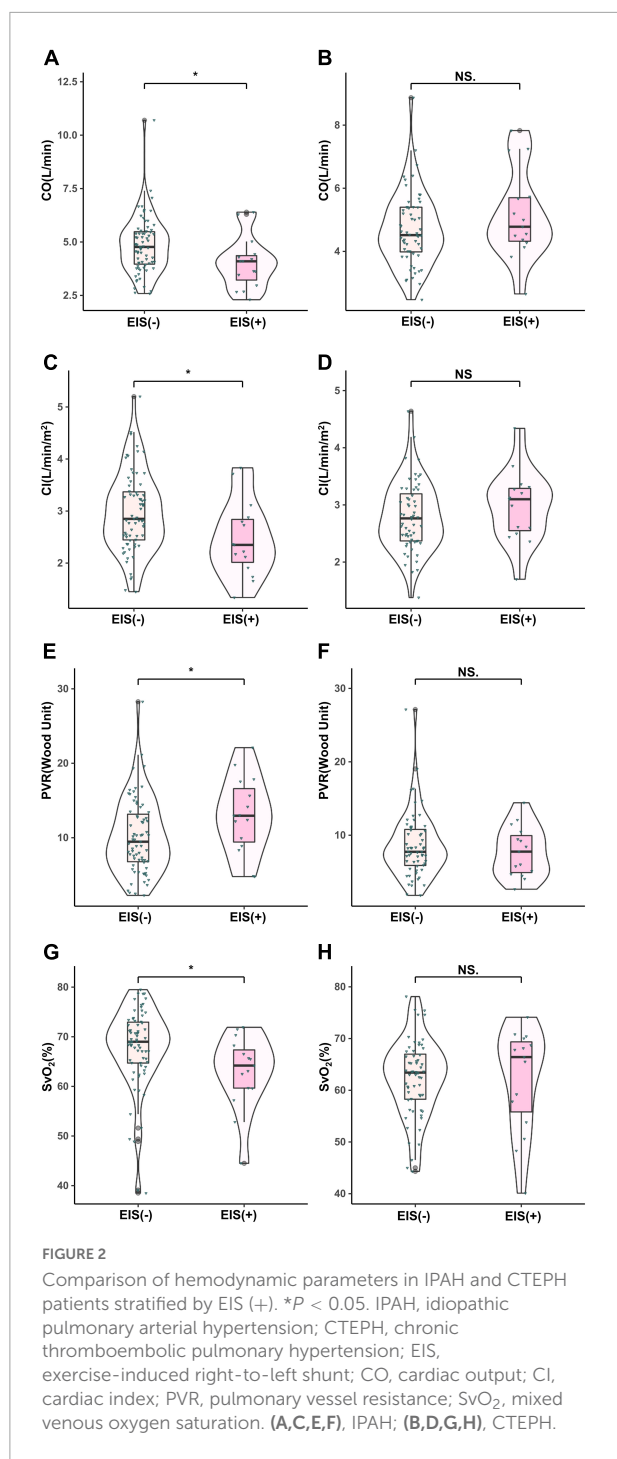 A
B
12.5
10.0
7.5
5.0
2.5
CO(L/min)
*
EIS(-) EIS(+)
8
6
4
CO(L/min)
NS.
EIS(-) EIS(+)
C
D
5
4
3
2
CI(L/min/m²)
*
EIS(-) EIS(+)
5
4
3
2
CI(L/min/m²)
NS
EIS(-) EIS(+)
E
F
30
20
10
PVR(Wood Unit)
*
EIS(-) EIS(+)
30
20
10
PVR(Wood Unit)
NS.
EIS(-) EIS(+)
G
H
80
70
60
50
40
SvO₂(%)
*
EIS(-) EIS(+)
80
70
60
50
40
SvO₂(%)
NS.
EIS(-) EIS(+)
FIGURE 2
Comparison of hemodynamic parameters in IPAH and CTEPH
patients stratified by EIS (+). *P < 0.05. IPAH, idiopathic
pulmonary arterial hypertension; CTEPH, chronic
thromboembolic pulmonary hypertension; EIS,
exercise-induced right-to-left shunt; CO, cardiac output; CI,
cardiac index; PVR, pulmonary vessel resistance; SvO₂, mixed
venous oxygen saturation. (A,C,E,F), IPAH; (B,D,G,H), CTEPH.